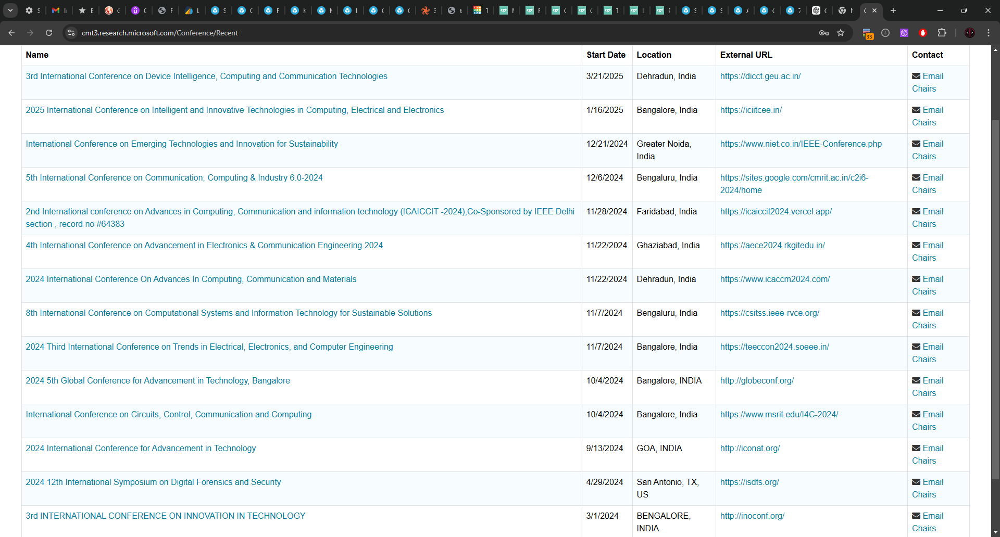 cmt3.research.microsoft.com/Conference/Recent
33
Name Start Date Location External URL Contact
3rd International Conference on Device Intelligence, Computing and Communication Technologies 3/21/2025 Dehradun, India https://dicct.geu.ac.in/ Email
Chairs
2025 International Conference on Intelligent and Innovative Technologies in Computing, Electrical and Electronics 1/16/2025 Bangalore, India https://iciitcee.in/ Email
Chairs
International Conference on Emerging Technologies and Innovation for Sustainability 12/21/2024 Greater Noida, https://www.niet.co.in/IEEE-Conference.php Email
India Chairs
5th International Conference on Communication, Computing & Industry 6.0-2024 12/6/2024 Bengaluru, India https://sites.google.com/cmrit.ac.in/c2i6- Email
2024/home Chairs
2nd International conference on Advances in Computing, Communication and information technology (ICAICCIT -2024),Co-Sponsored by IEEE Delhi 11/28/2024 Faridabad, India https://icaiccit2024.vercel.app/ Email
section , record no #64383 Chairs
4th International Conference on Advancement in Electronics & Communication Engineering 2024 11/22/2024 Ghaziabad, India https://aece2024.rkgitedu.in/ Email
Chairs
2024 International Conference On Advances In Computing, Communication and Materials 11/22/2024 Dehradun, India https://www.icaccm2024.com/ Email
Chairs
8th International Conference on Computational Systems and Information Technology for Sustainable Solutions 11/7/2024 Bengaluru, India https://csitss.ieee-rvce.org/ Email
Chairs
2024 Third International Conference on Trends in Electrical, Electronics, and Computer Engineering 11/7/2024 Bangalore, India https://teeccon2024.soeee.in/ Email
Chairs
2024 5th Global Conference for Advancement in Technology, Bangalore 10/4/2024 Bangalore, INDIA http://globeconf.org/ Email
Chairs
International Conference on Circuits, Control, Communication and Computing 10/4/2024 Bangalore, India https://www.msrit.edu/I4C-2024/ Email
Chairs
2024 International Conference for Advancement in Technology 9/13/2024 GOA, INDIA http://iconat.org/ Email
Chairs
2024 12th International Symposium on Digital Forensics and Security 4/29/2024 San Antonio, TX, https://isdfs.org/ Email
US Chairs
3rd INTERNATIONAL CONFERENCE ON INNOVATION IN TECHNOLOGY 3/1/2024 BENGALORE, http://inoconf.org/ Email
INDIA Chairs